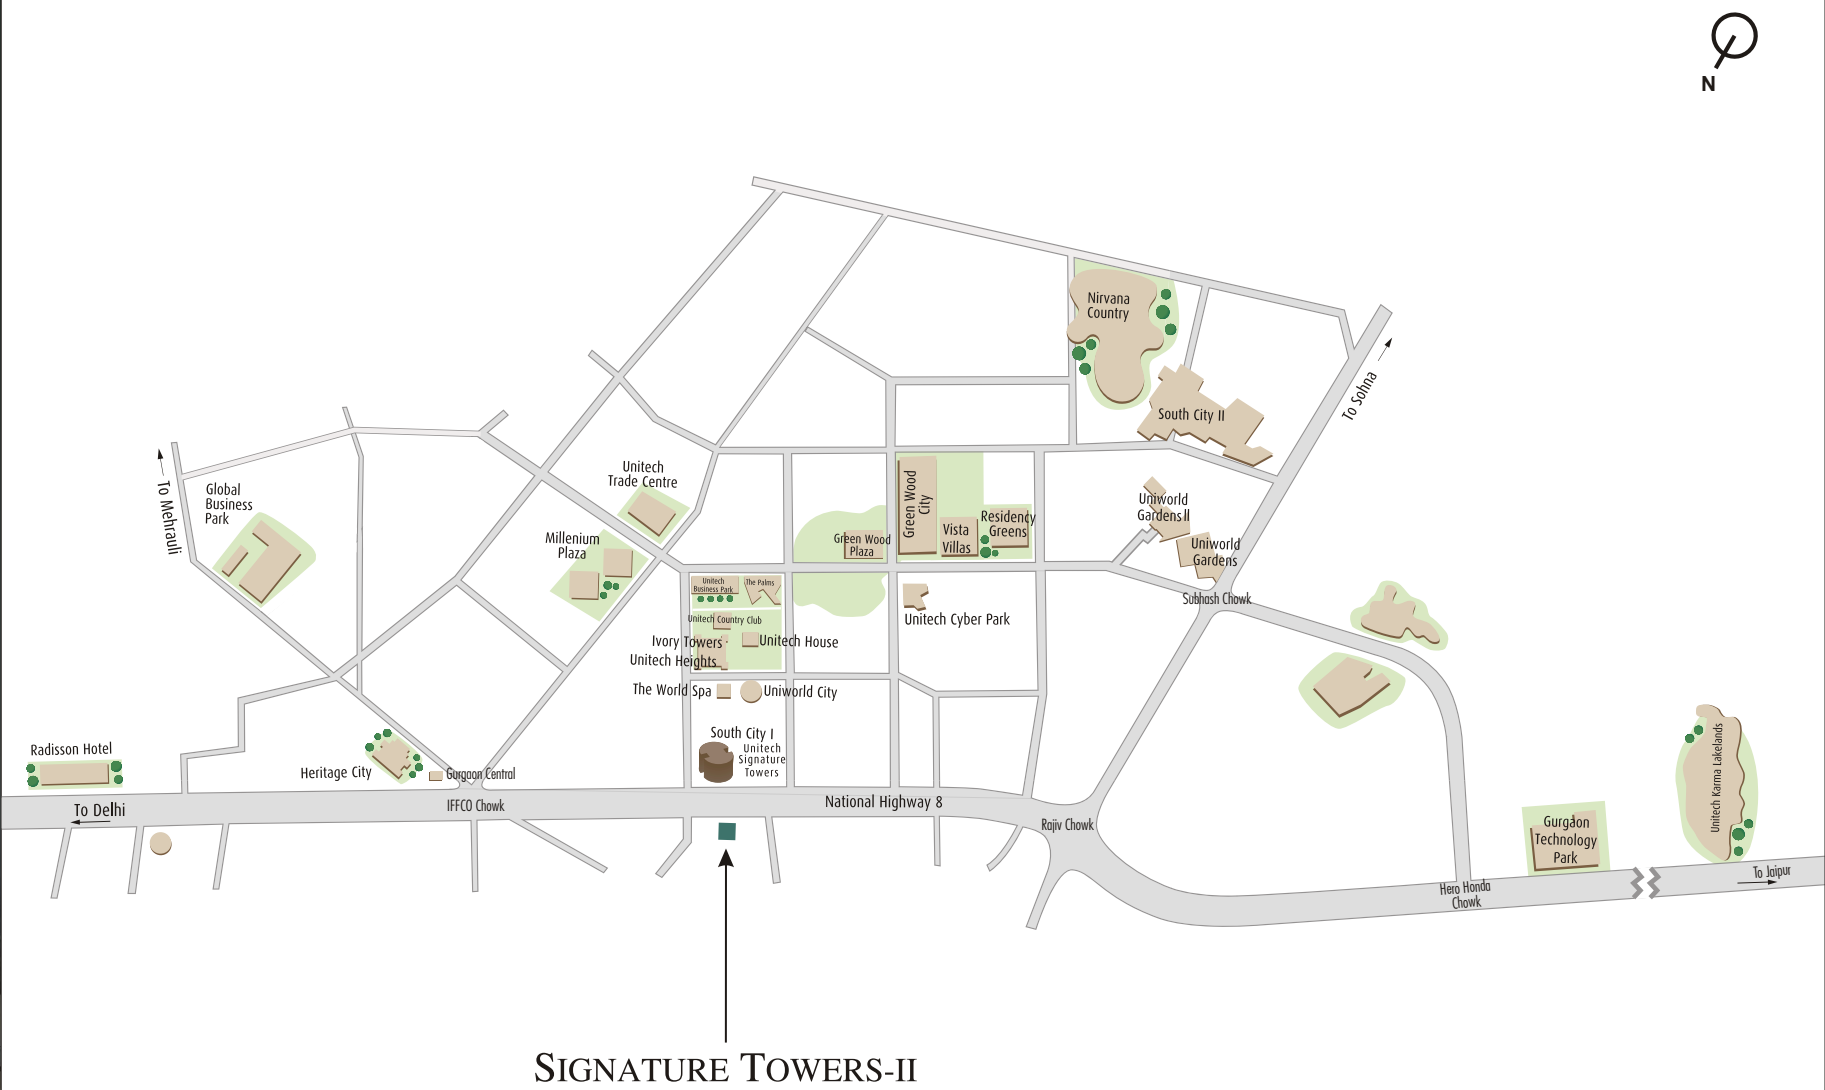 N
Nirvana
Country
To Sohna
South City II
Unitech
Trade Centre
To Mehrauli
Global
Business
Park
Green Wood
City
Uniworld
Gardens II
Residency
Greens
Vista
Villas
Millenium
Plaza
Green Wood
Plaza
Uniworld
Gardens
Unitech
Business Park
The Palms
Subhash Chowk
Unitech Country Club
Unitech Cyber Park
Ivory Towers
Unitech House
Unitech Heights
The World Spa
Uniworld City
South City I
Unitech
Signature
Towers
Radisson Hotel
Heritage City
Gurgaon Central
Unitech Karma Lakelands
To Delhi
IFFCO Chowk
National Highway 8
Rajiv Chowk
Gurgaon
Technology
Park
To Jaipur
Hero Honda
Chowk
SIGNATURE TOWERS-II